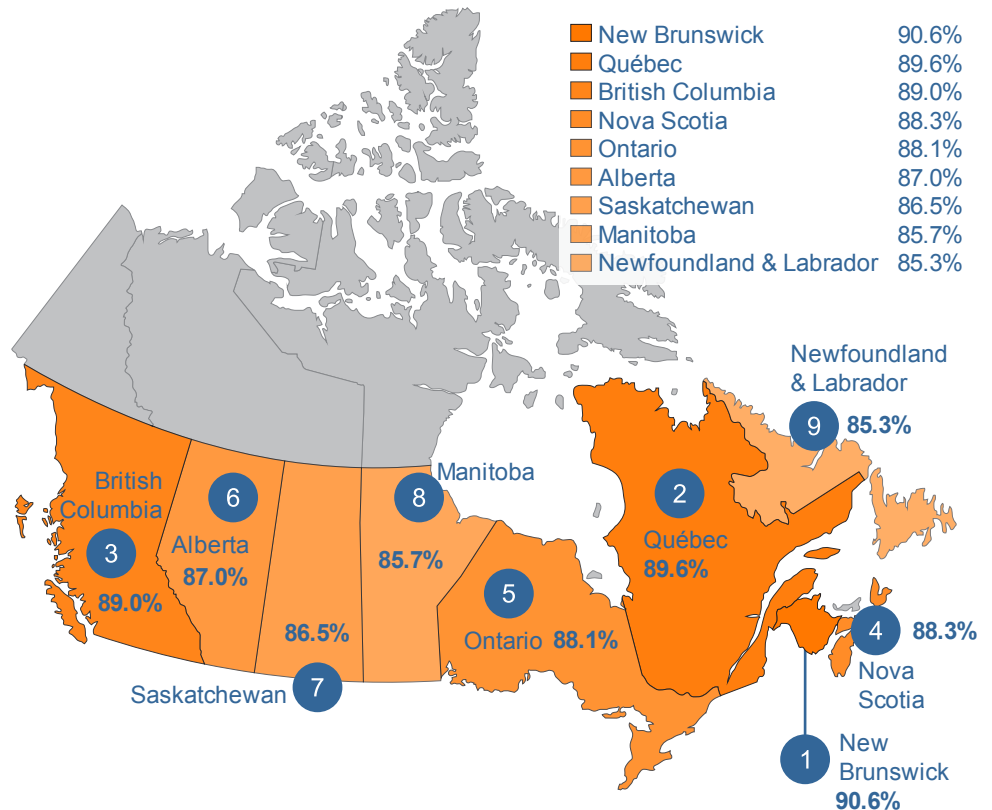 New Brunswick 90.6%
Québec 89.6%
British Columbia 89.0%
Nova Scotia 88.3%
Ontario 88.1%
Alberta 87.0%
Saskatchewan 86.5%
Manitoba 85.7%
Newfoundland & Labrador 85.3%
Newfoundland
& Labrador
9 85.3%
British
Columbia
3
89.0%
6
Alberta
87.0%
86.5%
Saskatchewan 7
Manitoba
8
85.7%
5
Ontario 88.1%
2
Québec
89.6%
4 88.3%
Nova
Scotia
1 New
Brunswick
90.6%